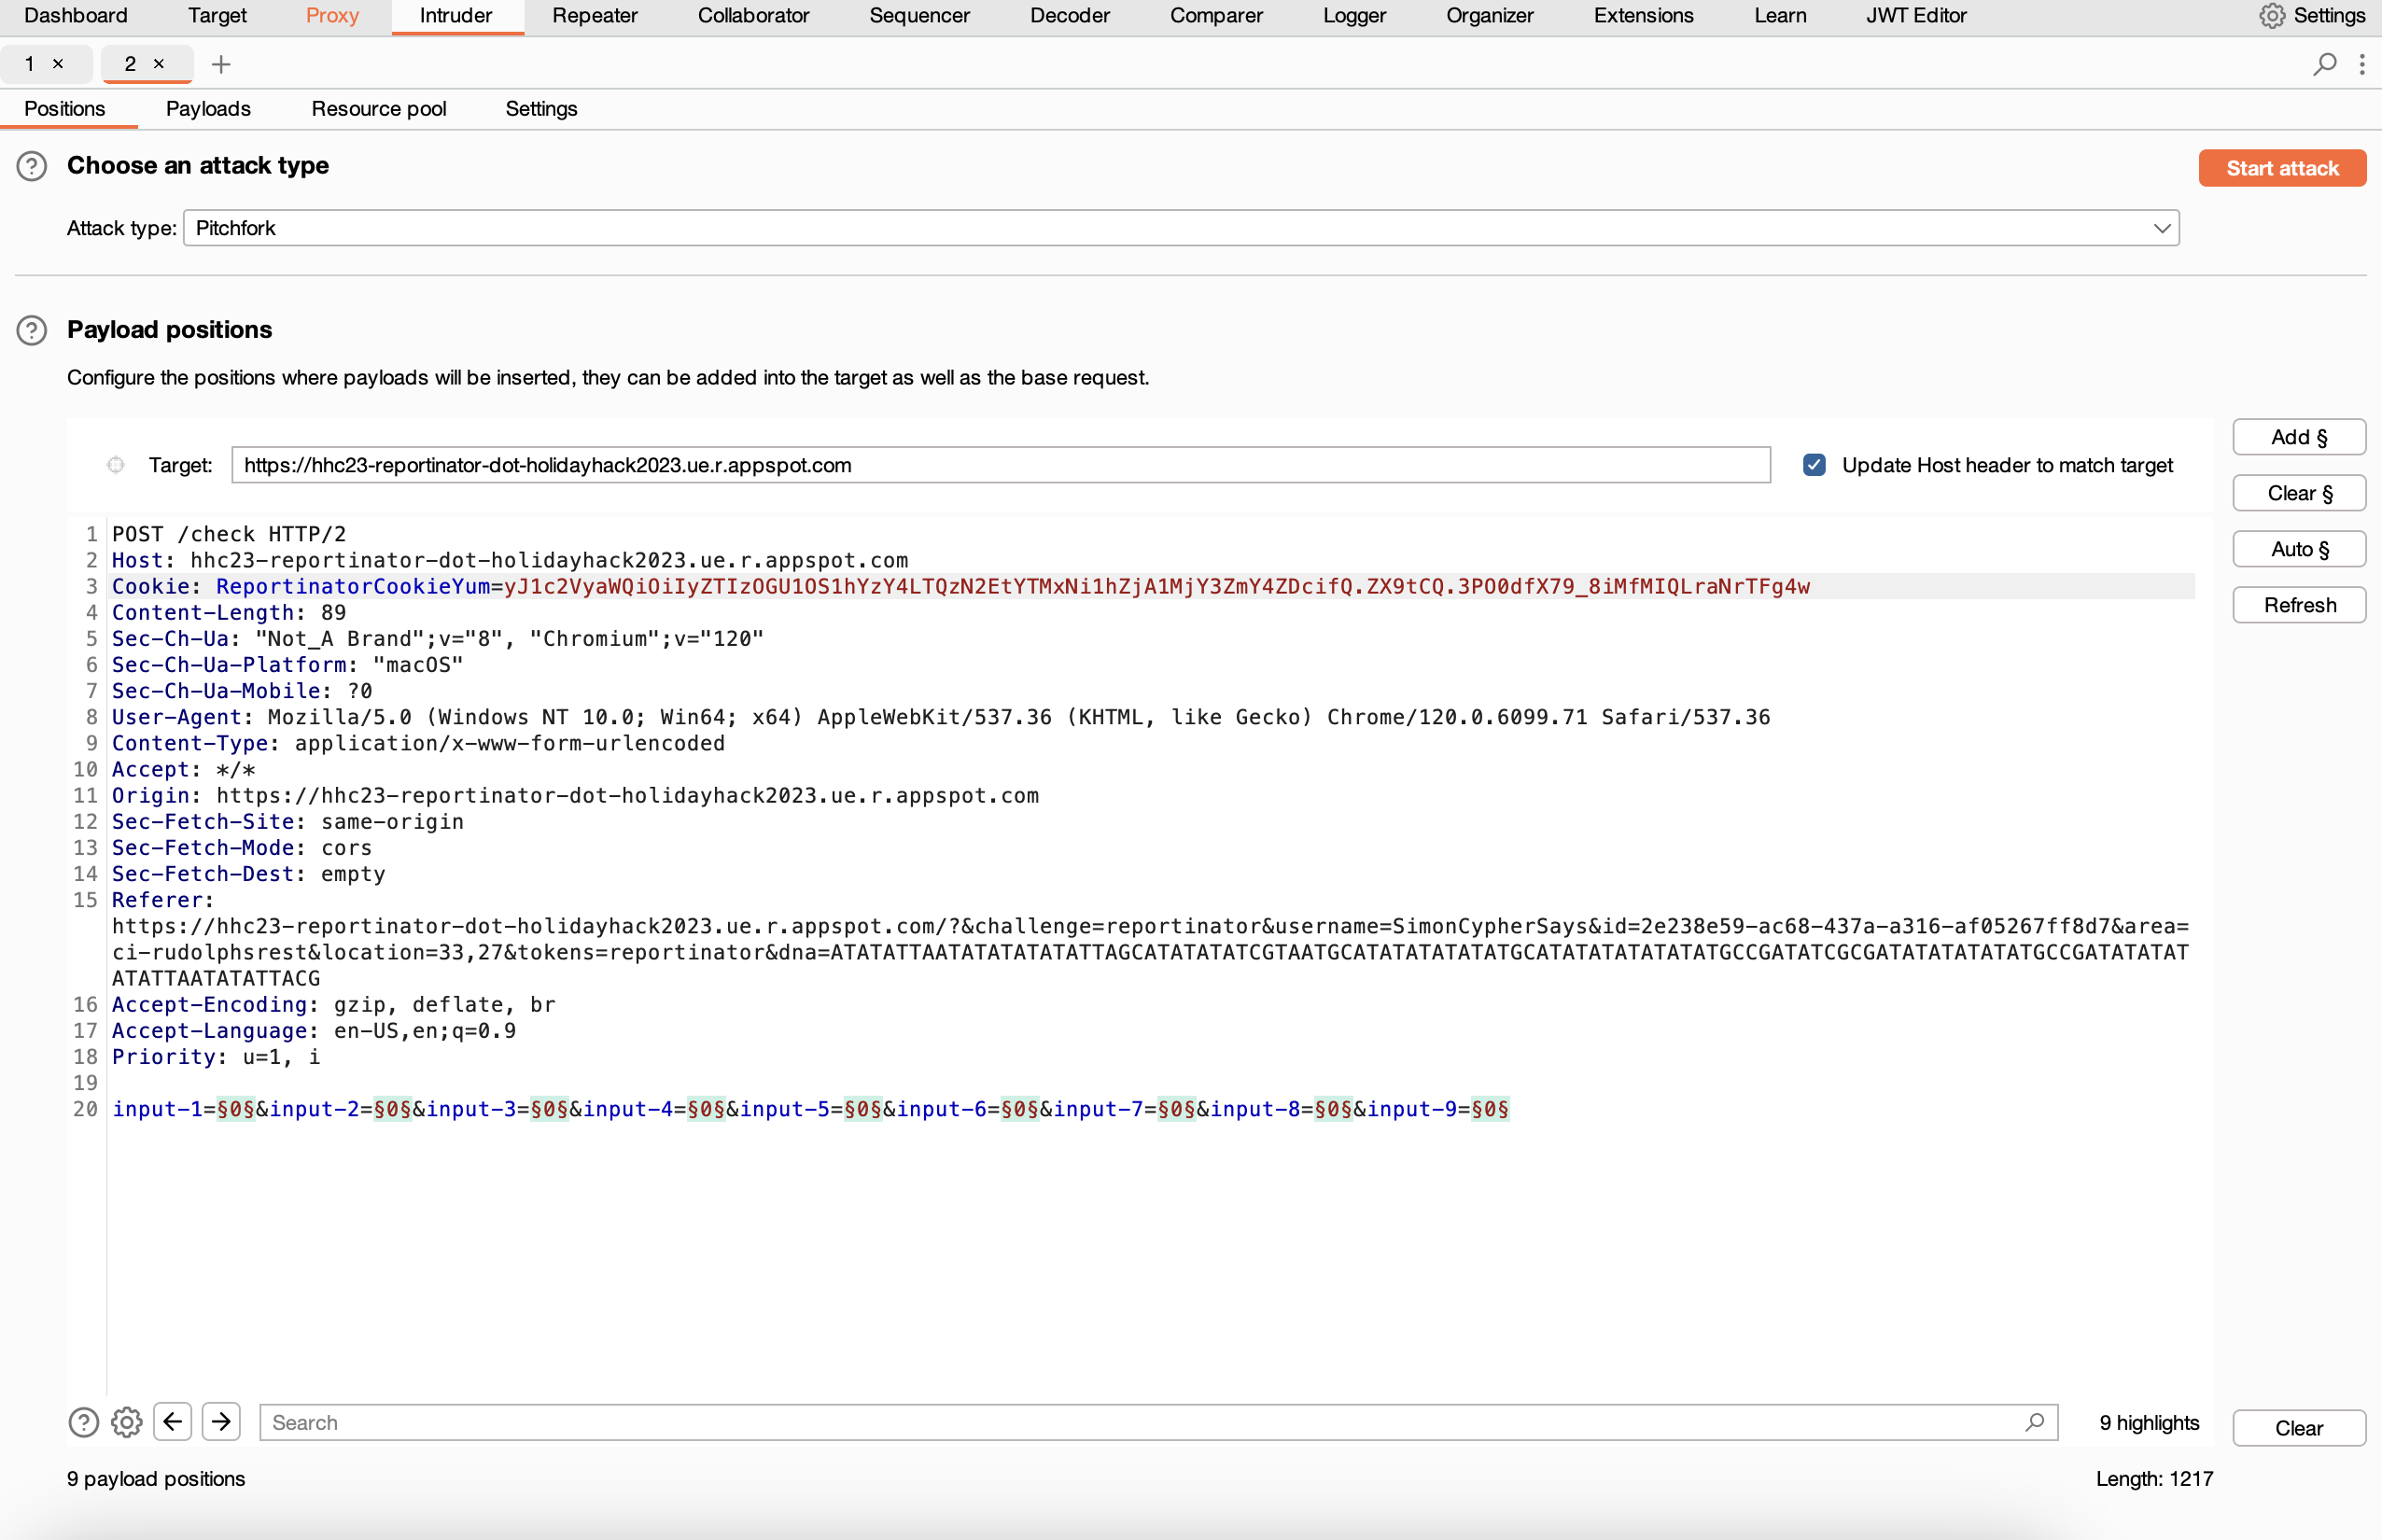 Dashboard Target Proxy Intruder Repeater Collaborator Sequencer Decoder Comparer Logger Organizer Extensions Learn JWT Editor Settings
1 × 2 × +
Positions Payloads Resource pool Settings
Choose an attack type
Start attack
Attack type: Pitchfork
Payload positions
Configure the positions where payloads will be inserted, they can be added into the target as well as the base request.
Target: https://hhc23-reportinator-dot-holidayhack2023.ue.r.appspot.com
Update Host header to match target
Add §
Clear §
Auto §
Refresh
1 POST /check HTTP/2
2 Host: hhc23-reportinator-dot-holidayhack2023.ue.r.appspot.com
3 Cookie: ReportinatorCookieYum=yJ1c2VyaWQiOiIyZTIzOGU1OS1hYzY4LTQzN2EtYTMxNi1hZjA1MjY3ZmY4ZDcifQ.ZX9tCQ.3PO0dfX79_8iMfMIQLraNrTFg4w
4 Content-Length: 89
5 Sec-Ch-Ua: "Not_A Brand";v="8", "Chromium";v="120"
6 Sec-Ch-Ua-Platform: "macOS"
7 Sec-Ch-Ua-Mobile: ?0
8 User-Agent: Mozilla/5.0 (Windows NT 10.0; Win64; x64) AppleWebKit/537.36 (KHTML, like Gecko) Chrome/120.0.6099.71 Safari/537.36
9 Content-Type: application/x-www-form-urlencoded
10 Accept: */*
11 Origin: https://hhc23-reportinator-dot-holidayhack2023.ue.r.appspot.com
12 Sec-Fetch-Site: same-origin
13 Sec-Fetch-Mode: cors
14 Sec-Fetch-Dest: empty
15 Referer:
https://hhc23-reportinator-dot-holidayhack2023.ue.r.appspot.com/?&challenge=reportinator&username=SimonCypherSays&id=2e238e59-ac68-437a-a316-af05267ff8d7&area=
ci-rudolphsrest&location=33,27&tokens=reportinator&dna=ATATATTAATATATATATATATTAGCATATATATCGTAATGCATATATATATATATGCATATATATATATATGCCGATATCGCGATATATATATATGCCGATATATAT
ATATTAATATATTACG
16 Accept-Encoding: gzip, deflate, br
17 Accept-Language: en-US,en;q=0.9
18 Priority: u=1, i
19
20 input-1=§0§&input-2=§0§&input-3=§0§&input-4=§0§&input-5=§0§&input-6=§0§&input-7=§0§&input-8=§0§&input-9=§0§
Search
9 highlights
Clear
9 payload positions
Length: 1217